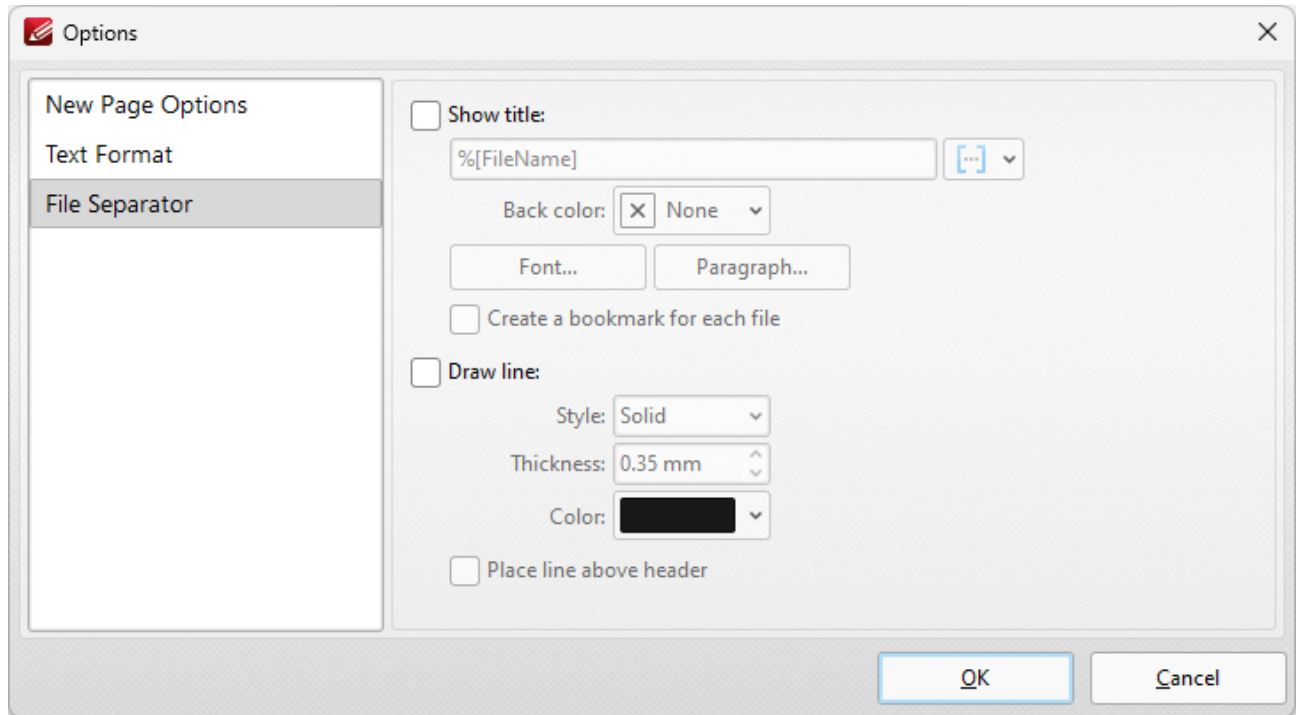 Options
New Page Options
Text Format
File Separator
Show title:
%[FileName]
Back color: None
Font... Paragraph...
Create a bookmark for each file
Draw line:
Style: Solid
Thickness: 0.35 mm
Color:
Place line above header
OK Cancel